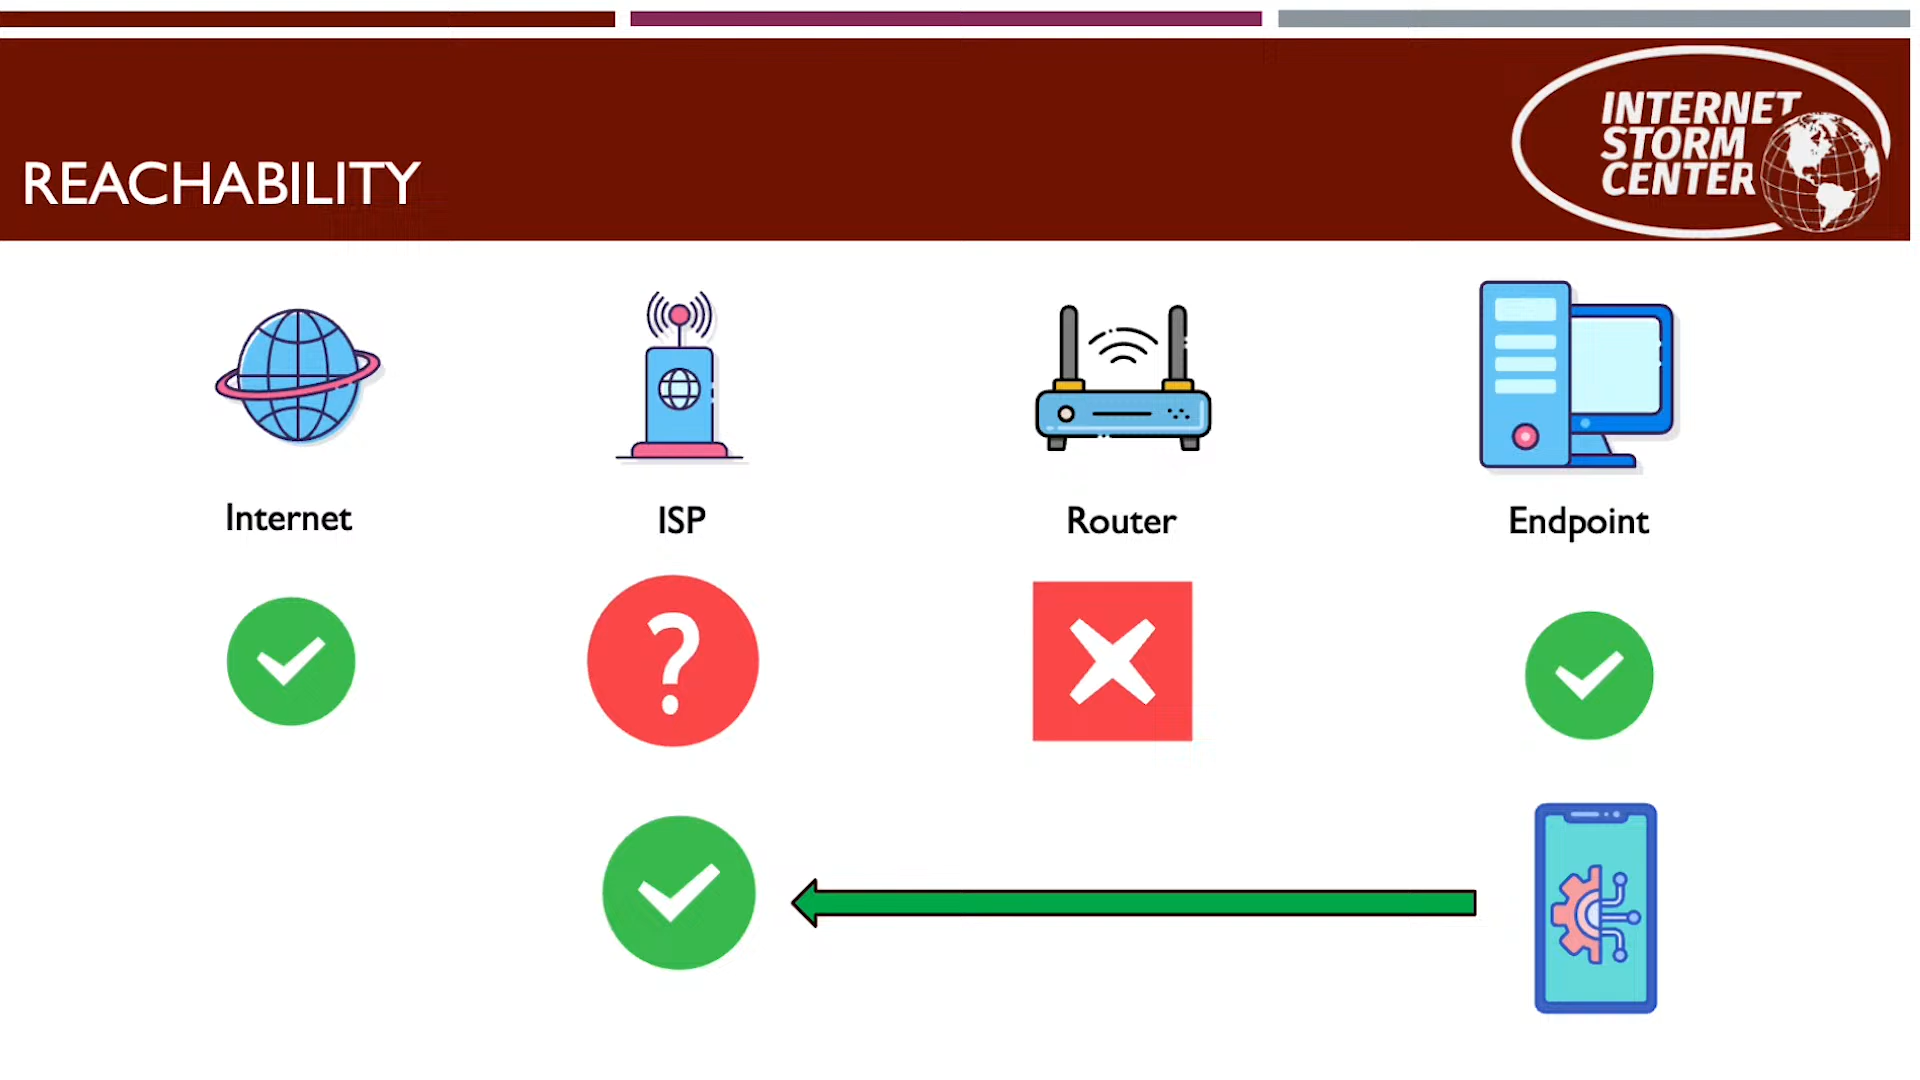 REACHABILITY
INTERNET
STORM
CENTER
Internet
ISP
Router
Endpoint
?